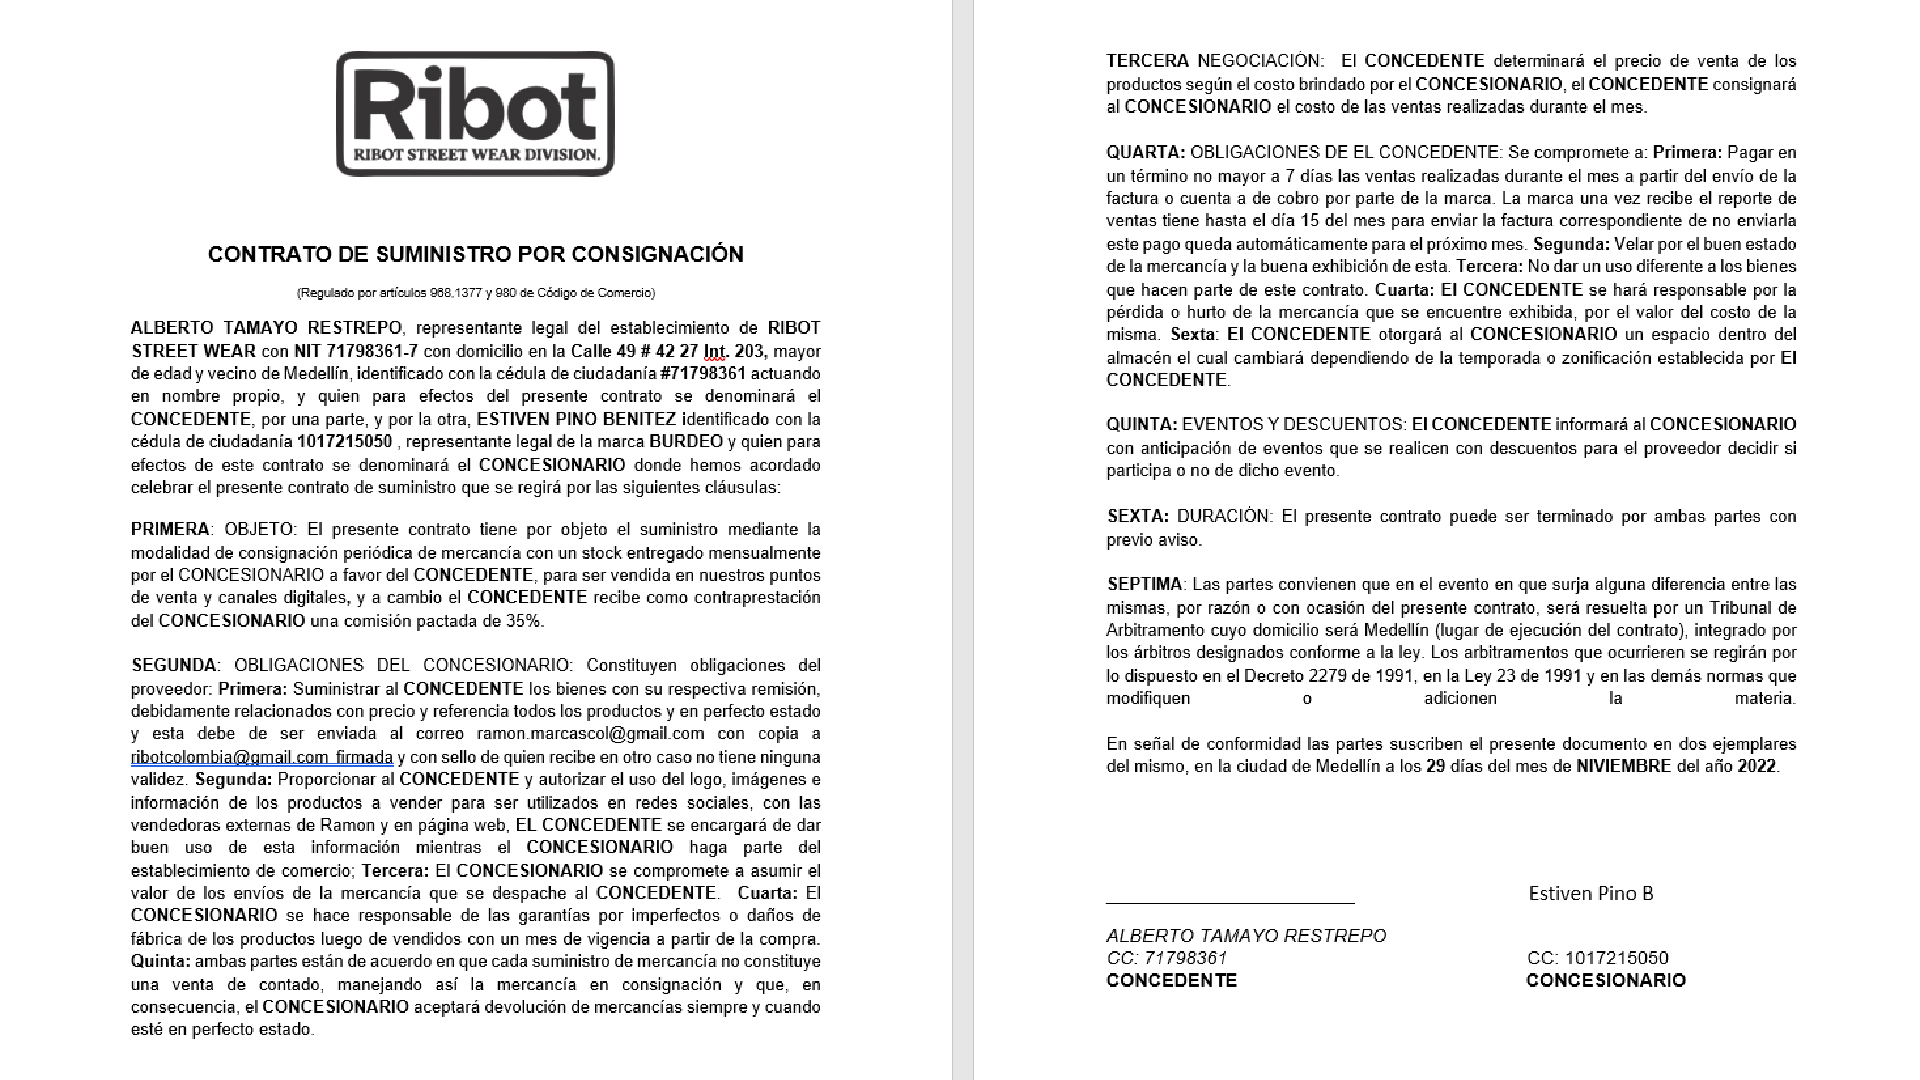 Ribot
RIBOT STREET WEAR DIVISION.
CONTRATO DE SUMINISTRO POR CONSIGNACIÓN
(Regulado por artículos 968,1377 y 980 de Código de Comercio)
ALBERTO TAMAYO RESTREPO, representante legal del establecimiento de RIBOT
STREET WEAR con NIT 71798361-7 con domicilio en la Calle 49 # 42 27 Int. 203, mayor
de edad y vecino de Medellín, identificado con la cédula de ciudadanía #71798361 actuando
en nombre propio, y quien para efectos del presente contrato se denominará el
CONCEDENTE, por una parte, y por la otra, ESTIVEN PINO BENITEZ identificado con la
cédula de ciudadanía 1017215050 , representante legal de la marca BURDEO y quien para
efectos de este contrato se denominará el CONCESIONARIO donde hemos acordado
celebrar el presente contrato de suministro que se regirá por las siguientes cláusulas:
PRIMERA: OBJETO: El presente contrato tiene por objeto el suministro mediante la
modalidad de consignación periódica de mercancía con un stock entregado mensualmente
por el CONCESIONARIO a favor del CONCEDENTE, para ser vendida en nuestros puntos
de venta y canales digitales, y a cambio el CONCEDENTE recibe como contraprestación
del CONCESIONARIO una comisión pactada de 35%.
SEGUNDA: OBLIGACIONES DEL CONCESIONARIO: Constituyen obligaciones del
proveedor: Primera: Suministrar al CONCEDENTE los bienes con su respectiva remisión,
debidamente relacionados con precio y referencia todos los productos y en perfecto estado
y esta debe de ser enviada al correo ramon.marcascol@gmail.com con copia a
ribotcolombia@gmail.com firmada y con sello de quien recibe en otro caso no tiene ninguna
validez. Segunda: Proporcionar al CONCEDENTE y autorizar el uso del logo, imágenes e
información de los productos a vender para ser utilizados en redes sociales, con las
vendedoras externas de Ramon y en página web, EL CONCEDENTE se encargará de dar
buen uso de esta información mientras el CONCESIONARIO haga parte del
establecimiento de comercio; Tercera: El CONCESIONARIO se compromete a asumir el
valor de los envíos de la mercancía que se despache al CONCEDENTE. Cuarta: El
CONCESIONARIO se hace responsable de las garantías por imperfectos o daños de
fábrica de los productos luego de vendidos con un mes de vigencia a partir de la compra.
Quinta: ambas partes están de acuerdo en que cada suministro de mercancía no constituye
una venta de contado, manejando así la mercancía en consignación y que, en
consecuencia, el CONCESIONARIO aceptará devolución de mercancías siempre y cuando
esté en perfecto estado.
TERCERA NEGOCIACIÓN: El CONCEDENTE determinará el precio de venta de los
productos según el costo brindado por el CONCESIONARIO, el CONCEDENTE consignará
al CONCESIONARIO el costo de las ventas realizadas durante el mes.
QUARTA: OBLIGACIONES DE EL CONCEDENTE: Se compromete a: Primera: Pagar en
un término no mayor a 7 días las ventas realizadas durante el mes a partir del envío de la
factura o cuenta a de cobro por parte de la marca. La marca una vez recibe el reporte de
ventas tiene hasta el día 15 del mes para enviar la factura correspondiente de no enviarla
este pago queda automáticamente para el próximo mes. Segunda: Velar por el buen estado
de la mercancía y la buena exhibición de esta. Tercera: No dar un uso diferente a los bienes
que hacen parte de este contrato. Cuarta: El CONCEDENTE se hará responsable por la
pérdida o hurto de la mercancía que se encuentre exhibida, por el valor del costo de la
misma. Sexta: El CONCEDENTE otorgará al CONCESIONARIO un espacio dentro del
almacén el cual cambiará dependiendo de la temporada o zonificación establecida por El
CONCEDENTE.
QUINTA: EVENTOS Y DESCUENTOS: El CONCEDENTE informará al CONCESIONARIO
con anticipación de eventos que se realicen con descuentos para el proveedor decidir si
participa o no de dicho evento.
SEXTA: DURACIÓN: El presente contrato puede ser terminado por ambas partes con
previo aviso.
SEPTIMA: Las partes convienen que en el evento en que surja alguna diferencia entre las
mismas, por razón o con ocasión del presente contrato, será resuelta por un Tribunal de
Arbitramento cuyo domicilio será Medellín (lugar de ejecución del contrato), integrado por
los árbitros designados conforme a la ley. Los arbitramentos que ocurrieren se regirán por
lo dispuesto en el Decreto 2279 de 1991, en la Ley 23 de 1991 y en las demás normas que
modifiquen o adicionen la materia.
En señal de conformidad las partes suscriben el presente documento en dos ejemplares
del mismo, en la ciudad de Medellín a los 29 días del mes de NIVIEMBRE del año 2022.
Estiven Pino B
ALBERTO TAMAYO RESTREPO
CC: 71798361 CC: 1017215050
CONCEDENTE CONCESIONARIO